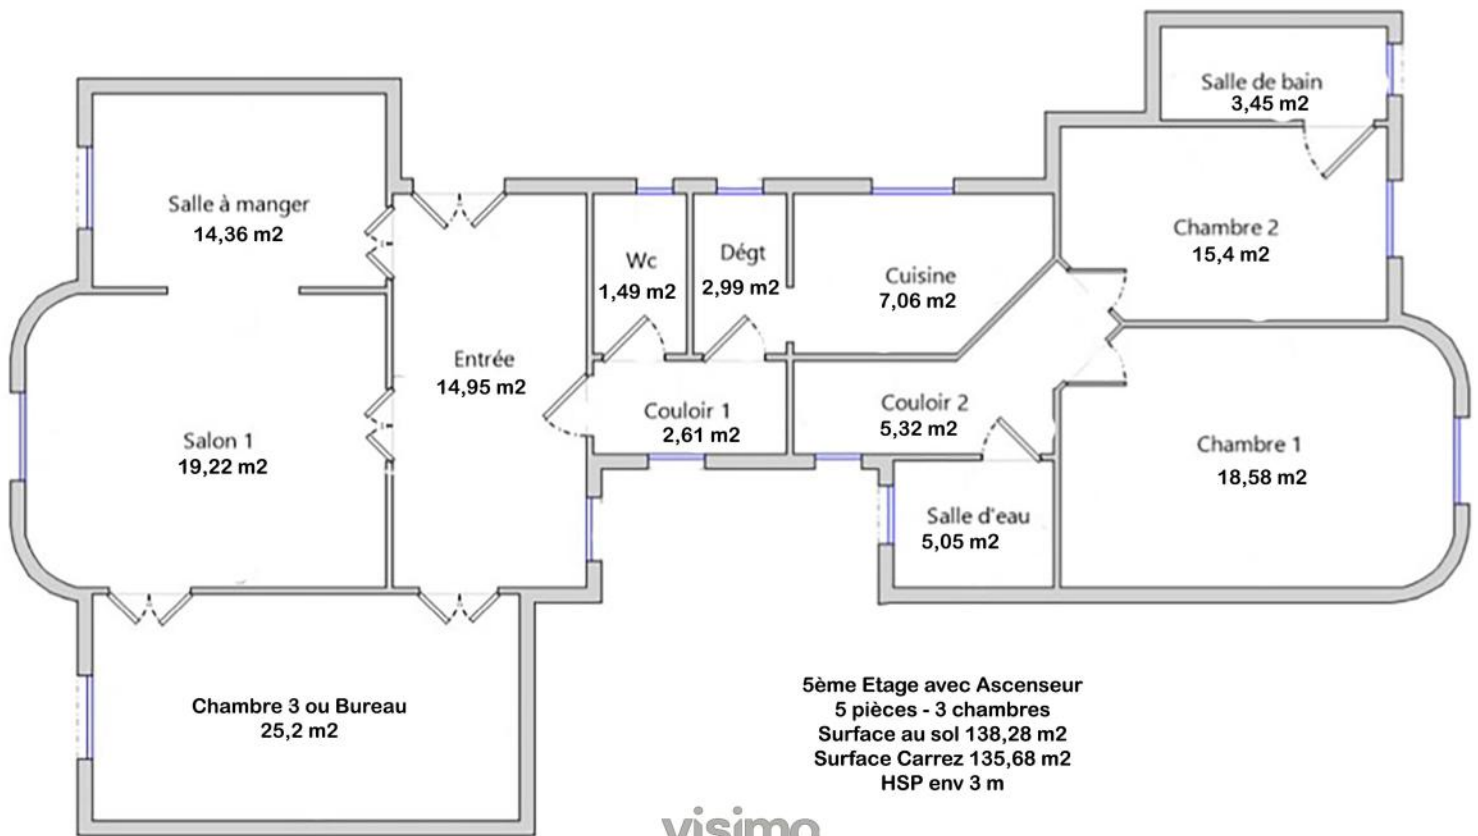 Salle de bain
3,45 m2
Salle à manger
14,36 m2
Chambre 2
15,4 m2
Wc
1,49 m2
Dégt
2,99 m2
Cuisine
7,06 m2
Entrée
14,95 m2
Couloir 1
2,61 m2
Couloir 2
5,32 m2
Salon 1
19,22 m2
Chambre 1
18,58 m2
Salle d'eau
5,05 m2
Chambre 3 ou Bureau
25,2 m2
5ème Etage avec Ascenseur
5 pièces - 3 chambres
Surface au sol 138,28 m2
Surface Carrez 135,68 m2
HSP env 3 m
visimo